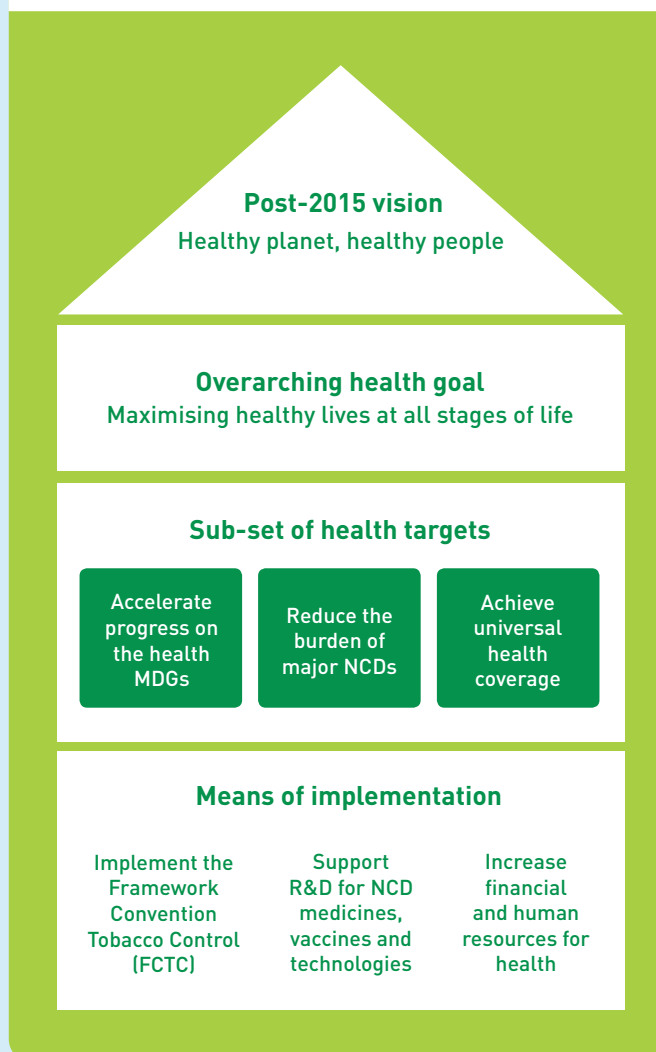 Post-2015 vision
Healthy planet, healthy people
Overarching health goal
Maximising healthy lives at all stages of life
Sub-set of health targets
Accelerate
progress on
the health
MDGs
Reduce the
burden of
major NCDs
Achieve
universal
health
coverage
Means of implementation
Implement the
Framework
Convention
Tobacco Control
(FCTC)
Support
R&D for NCD
medicines,
vaccines and
technologies
Increase
financial
and human
resources for
health